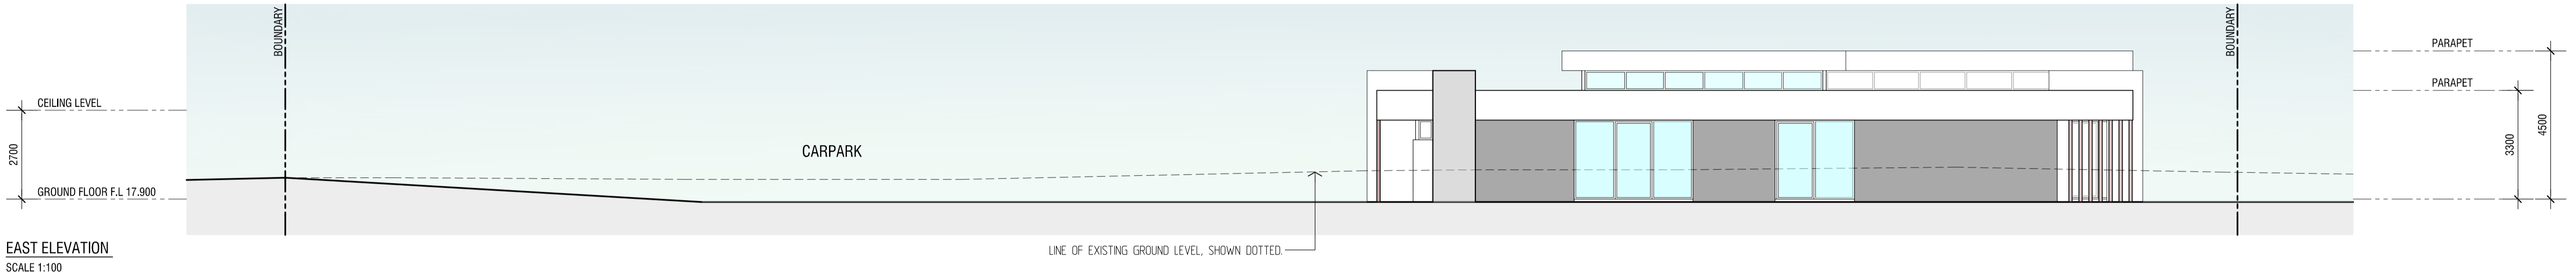 BOUNDARY
BOUNDARY
PARAPET
PARAPET
CEILING LEVEL
2700
CARPARK
3300
4500
GROUND FLOOR F.L 17.900
EAST ELEVATION
SCALE 1:100
LINE OF EXISTING GROUND LEVEL, SHOWN DOTTED.